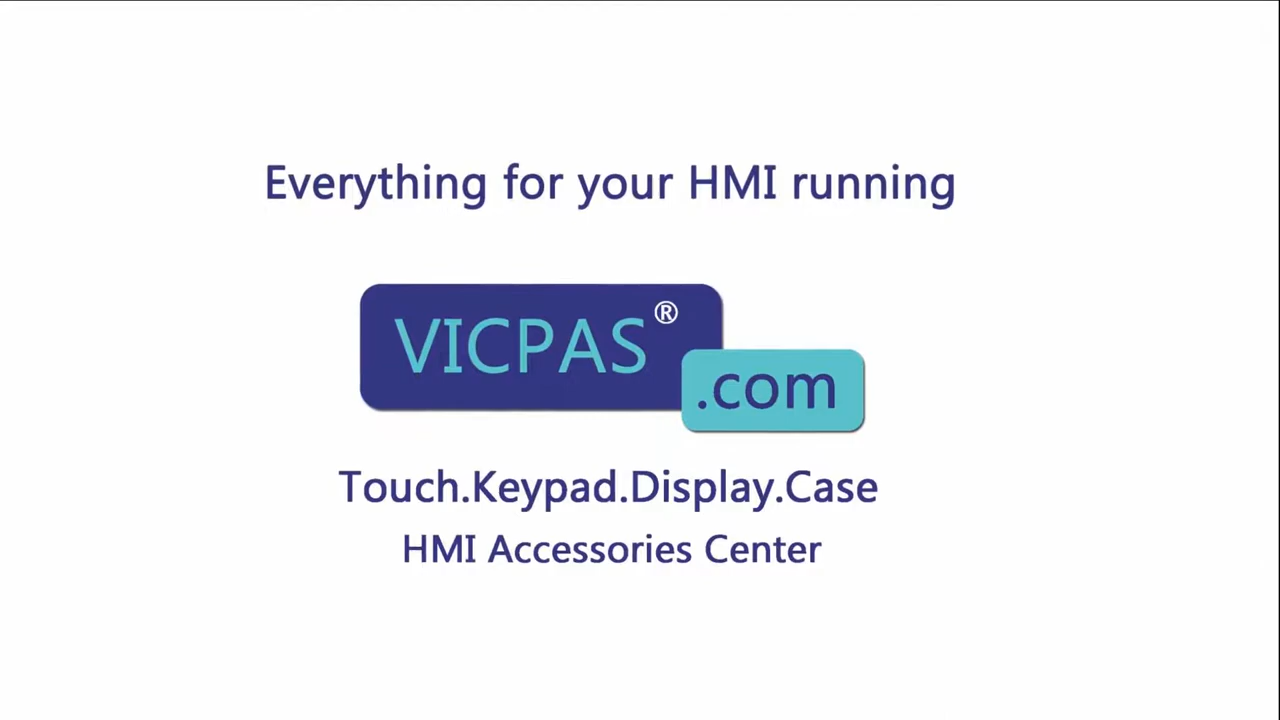 Everything for your HMI running
VICPAS®
.com
Touch.Keypad.Display.Case
HMI Accessories Center